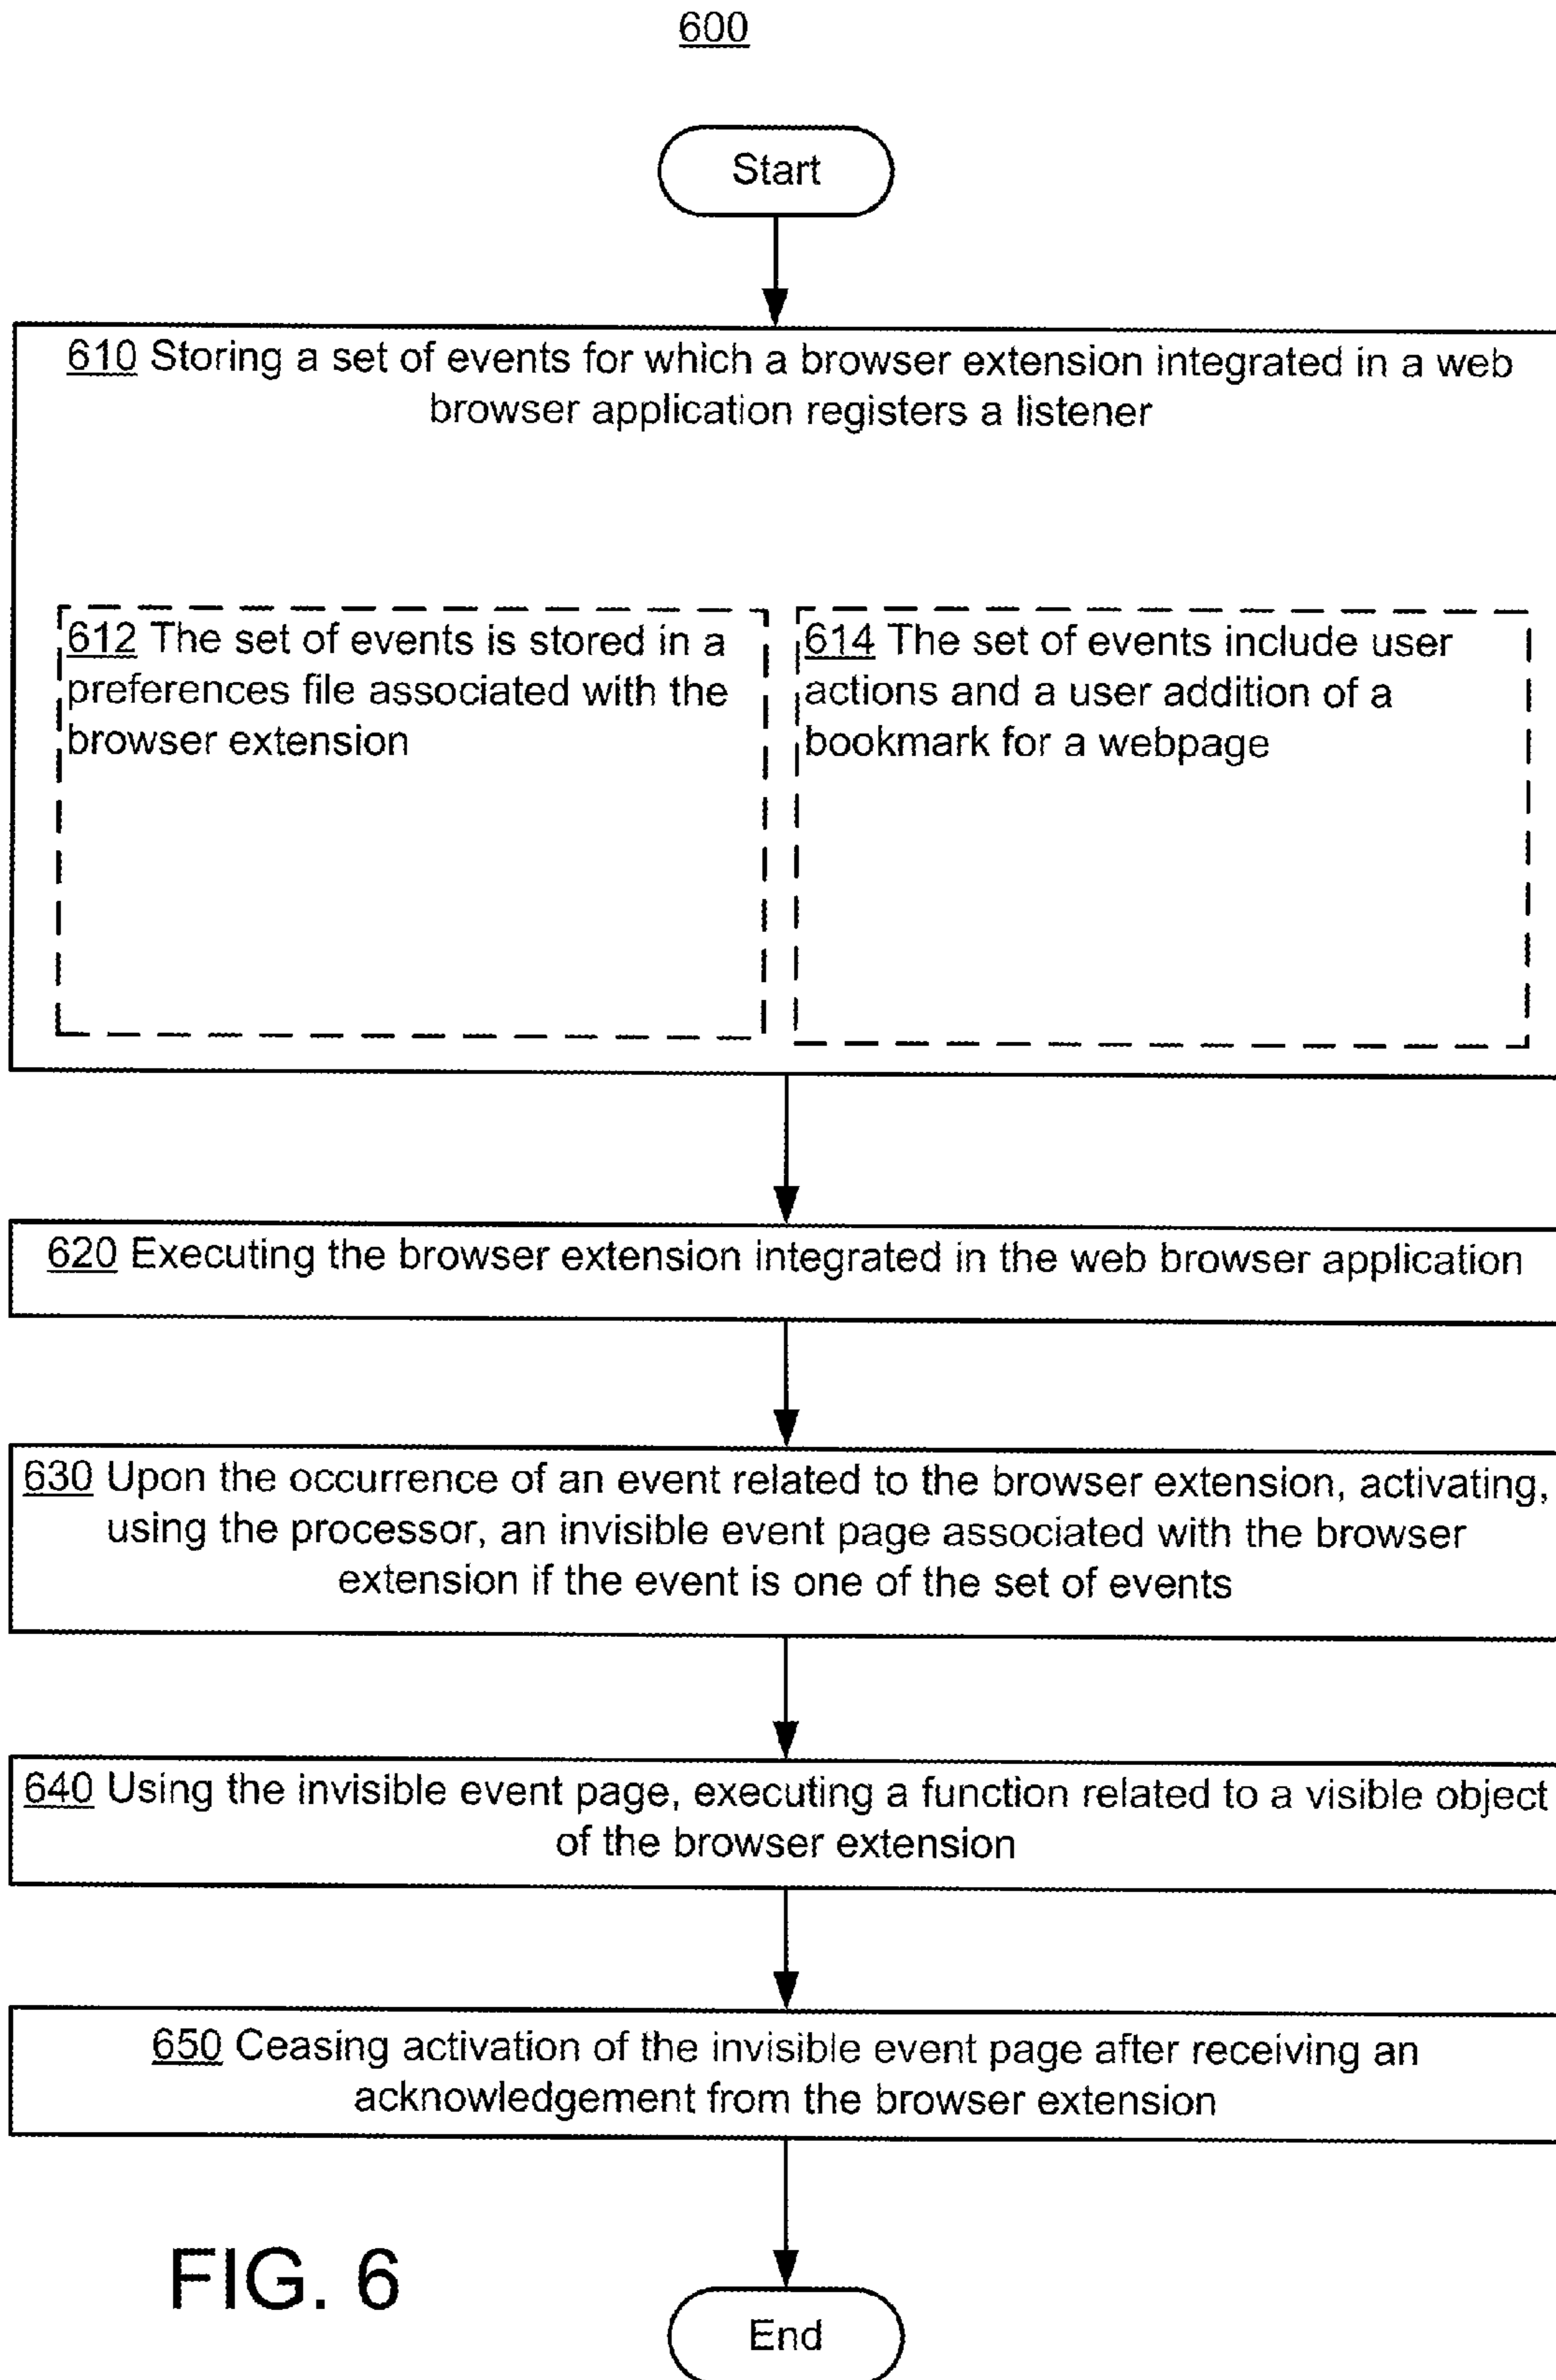 600
Start
610 Storing a set of events for which a browser extension integrated in a web
browser application registers a listener
612 The set of events is stored in a
preferences file associated with the
browser extension
614 The set of events include user
actions and a user addition of a
bookmark for a webpage
620 Executing the browser extension integrated in the web browser application
630 Upon the occurrence of an event related to the browser extension, activating,
using the processor, an invisible event page associated with the browser
extension if the event is one of the set of events
640 Using the invisible event page, executing a function related to a visible object
of the browser extension
650 Ceasing activation of the invisible event page after receiving an
acknowledgement from the browser extension
FIG. 6
End